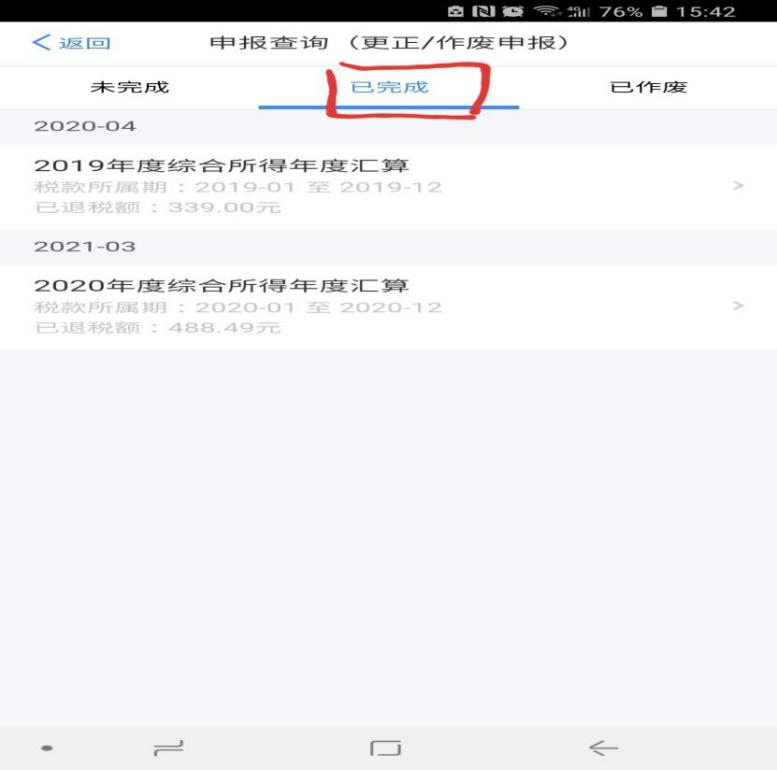 4G 76% 15:42
返回 申报查询（更正/作废申报）
未完成 已完成 已作废
2020-04
2019年度综合所得年度汇算
税款所属期：2019-01 至 2019-12
已退税额：339.00元
2021-03
2020年度综合所得年度汇算
税款所属期：2020-01 至 2020-12
已退税额：488.49元